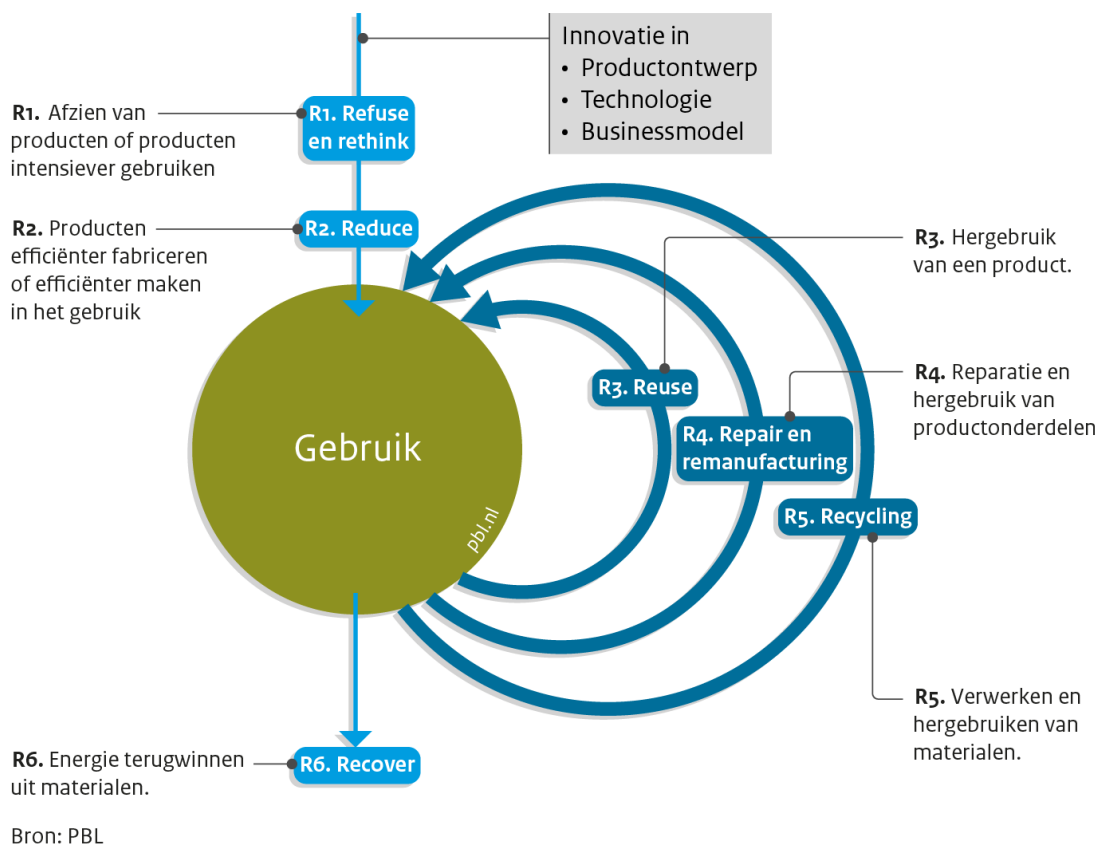 Innovatie in
• Productontwerp
• Technologie
• Businessmodel
R1. Afzien van
producten of producten
intensiever gebruiken
R1. Refuse
en rethink
R2. Producten
efficiënter fabriceren
of efficiënter maken
in het gebruik
R2. Reduce
R3. Hergebruik
van een product.
R3. Reuse
R4. Reparatie en
hergebruik van
productonderdelen
R4. Repair en
remanufacturing
Gebruik
pbl.nl
R5. Recycling
R5. Verwerken en
hergebruiken van
materialen.
R6. Energie terugwinnen
uit materialen.
R6. Recover
Bron: PBL